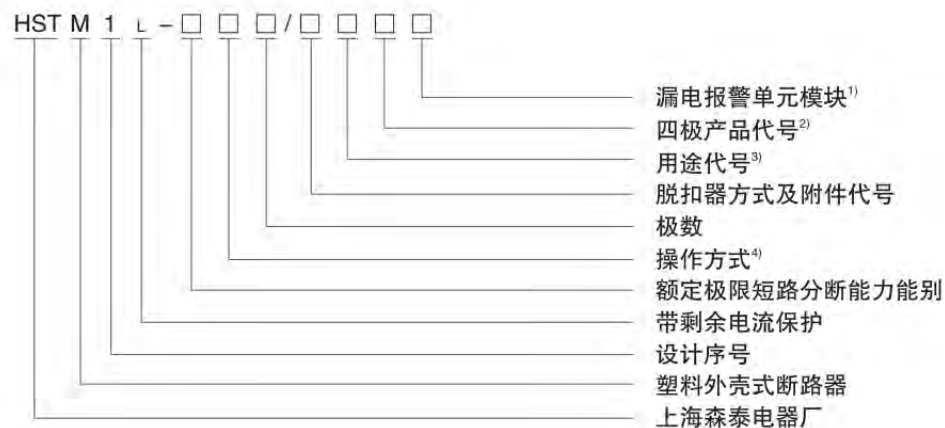 HST M 1 L-□ □ □/□ □ □ □
漏电报警单元模块1)
四极产品代号2)
用途代号3)
脱扣器方式及附件代号
极数
操作方式4)
额定极限短路分断能力能别
带剩余电流保护
设计序号
塑料外壳式断路器
上海森泰电器厂